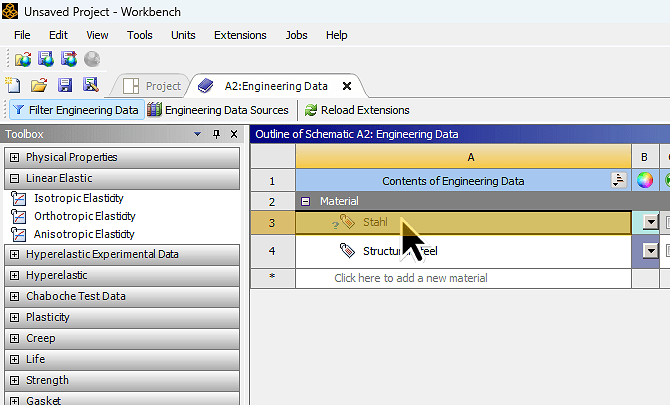 Unsaved Project - Workbench
File Edit View Tools Units Extensions Jobs Help
Project A2:Engineering Data
Filter Engineering Data Engineering Data Sources Reload Extensions
Toolbox
Physical Properties
Linear Elastic
Isotropic Elasticity
Orthotropic Elasticity
Anisotropic Elasticity
Hyperelastic Experimental Data
Hyperelastic
Chaboche Test Data
Plasticity
Creep
Life
Strength
Gasket
Outline of Schematic A2: Engineering Data
A B
1 Contents of Engineering Data
2 Material
3 ? Stahl
4
* Click here to add a new material